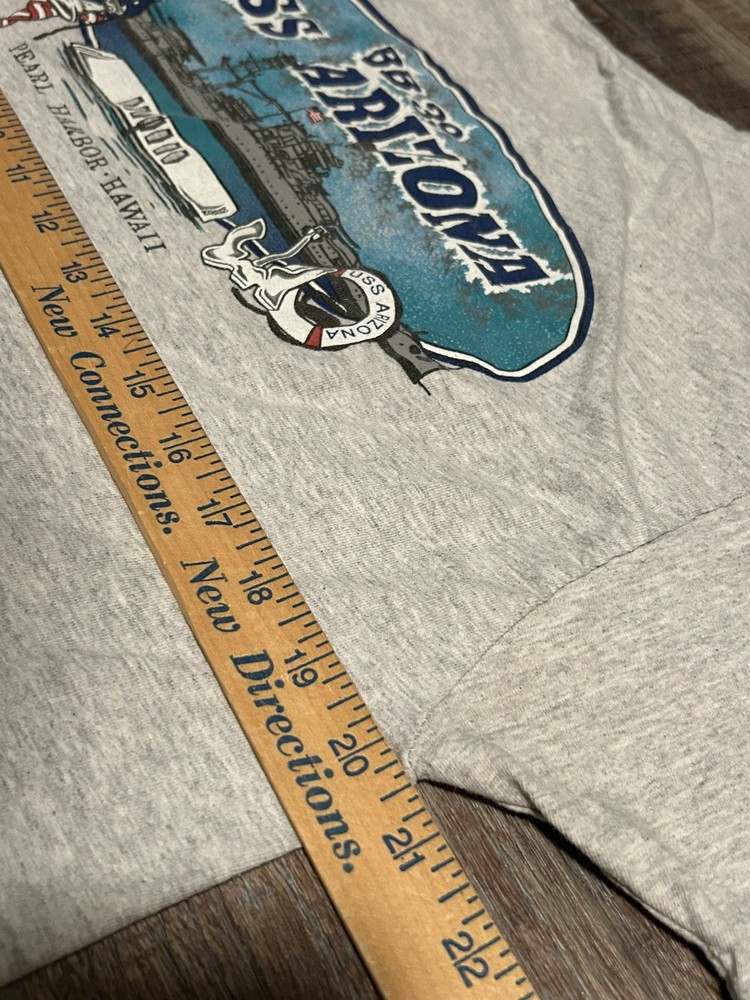 USS
BB 39
ARIZONA
PEARL HARBOR · HAWAII
USS ARIZONA
11
12
13
14
15
16
17
18
19
20
21
22
New Connections. New Directions.